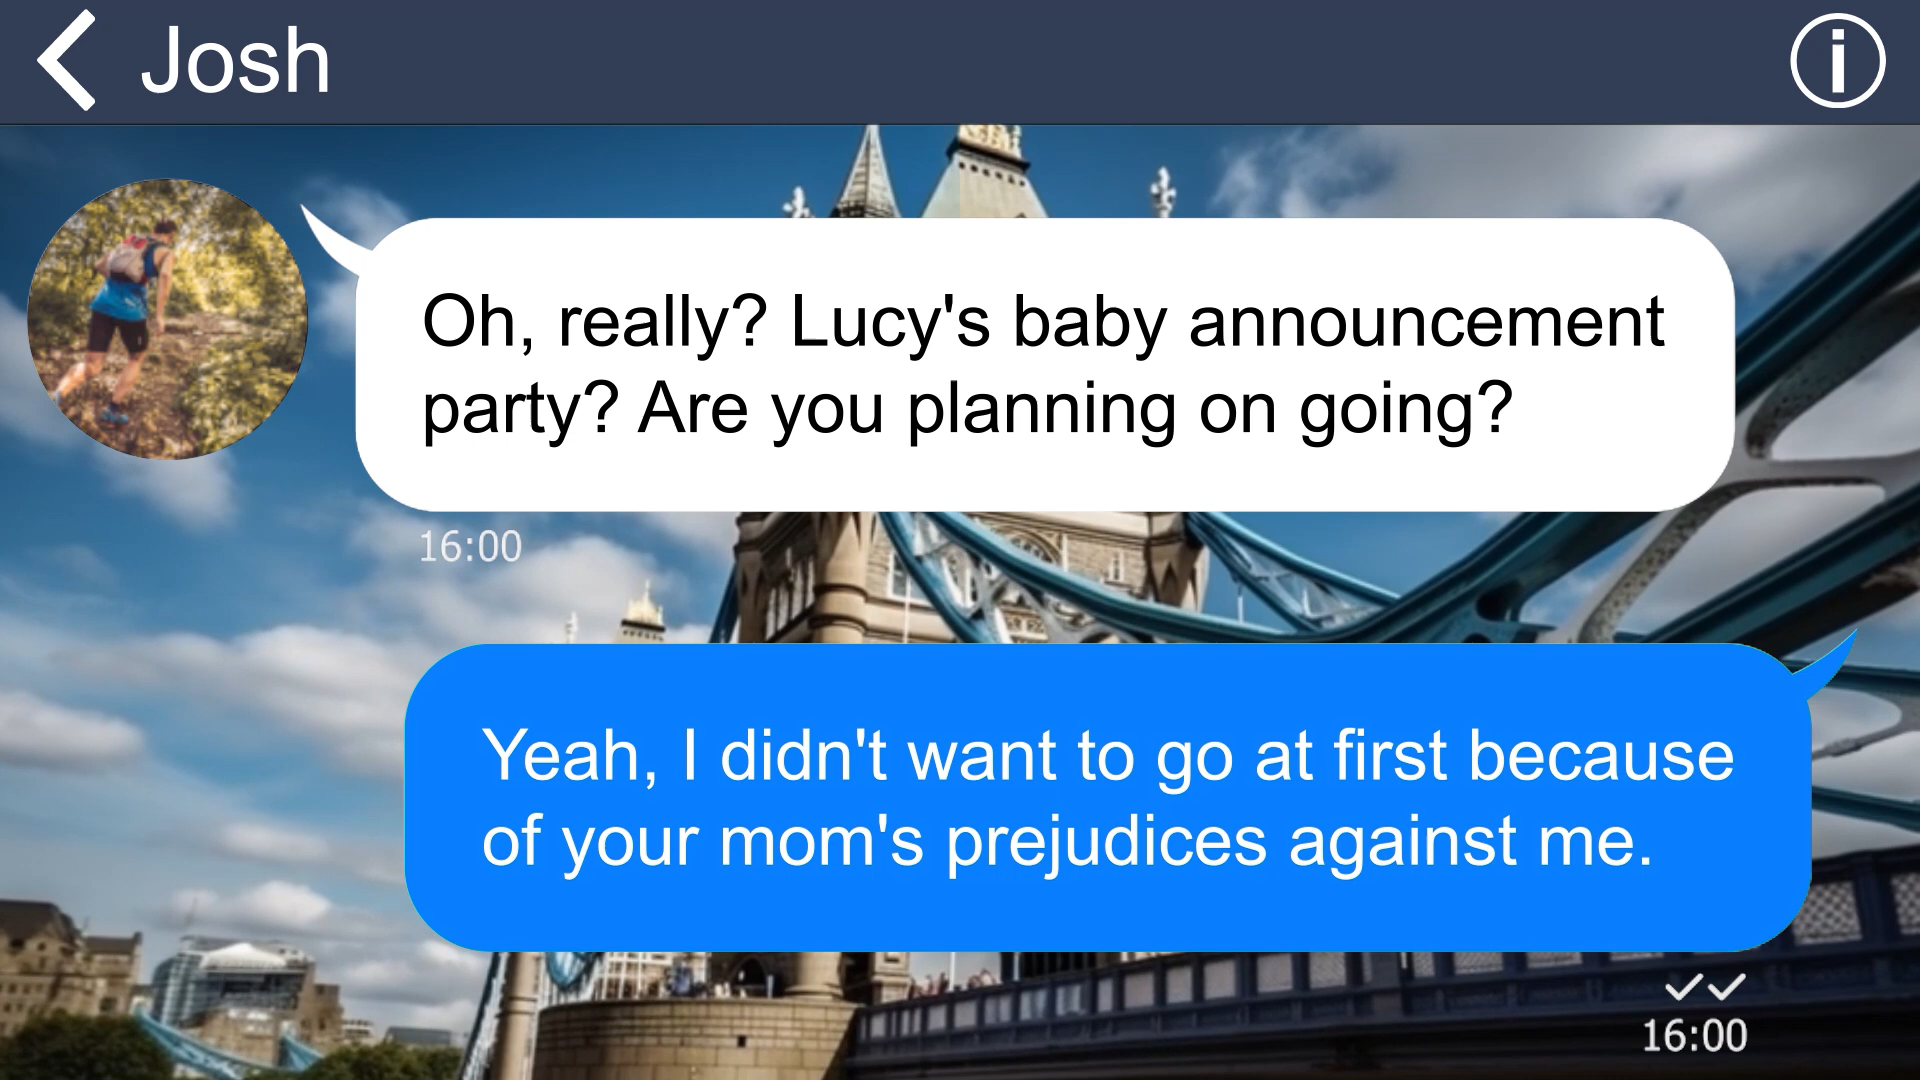 Josh
Oh, really? Lucy's baby announcement
party? Are you planning on going?
16:00
Yeah, I didn't want to go at first because
of your mom's prejudices against me.
16:00